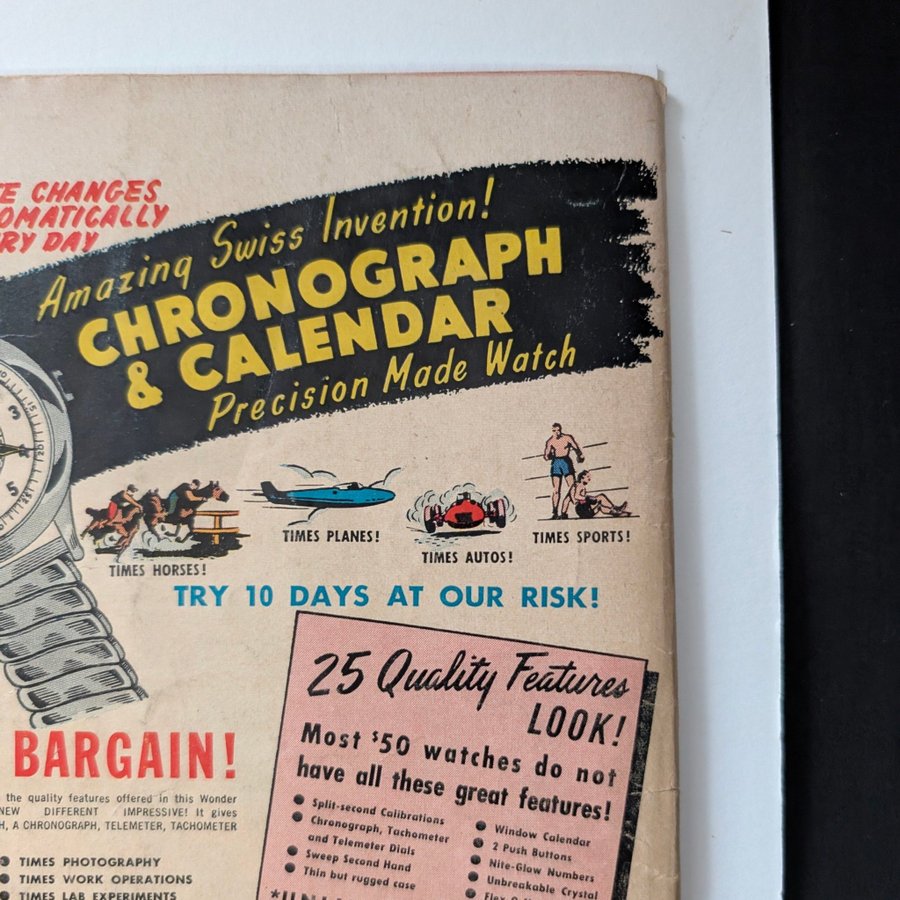 CHANGES
Amazing Swiss Invention!
CHRONOGRAPH
& CALENDAR
Precision Made Watch
3
5
TIMES HORSES!
TIMES PLANES!
TIMES AUTOS!
TIMES SPORTS!
TRY 10 DAYS AT OUR RISK!
BARGAIN!
the quality features offered in this Wonder
NEW DIFFERENT IMPRESSIVE! It gives
A CHRONOGRAPH, TELEMETER, TACHOMETER
TIMES PHOTOGRAPHY
TIMES WORK OPERATIONS
TIMES LAB EXPERIMENTS
25 Quality Features
LOOK!
Most $50 watches do not
have all these great features!
Split-second Calibrations
Chronograph, Tachometer
and Telemeter Dials
Sweep Second Hand
Thin but rugged case
Window Calendar
2 Push Buttons
Nite-Glow Numbers
Unbreakable Crystal